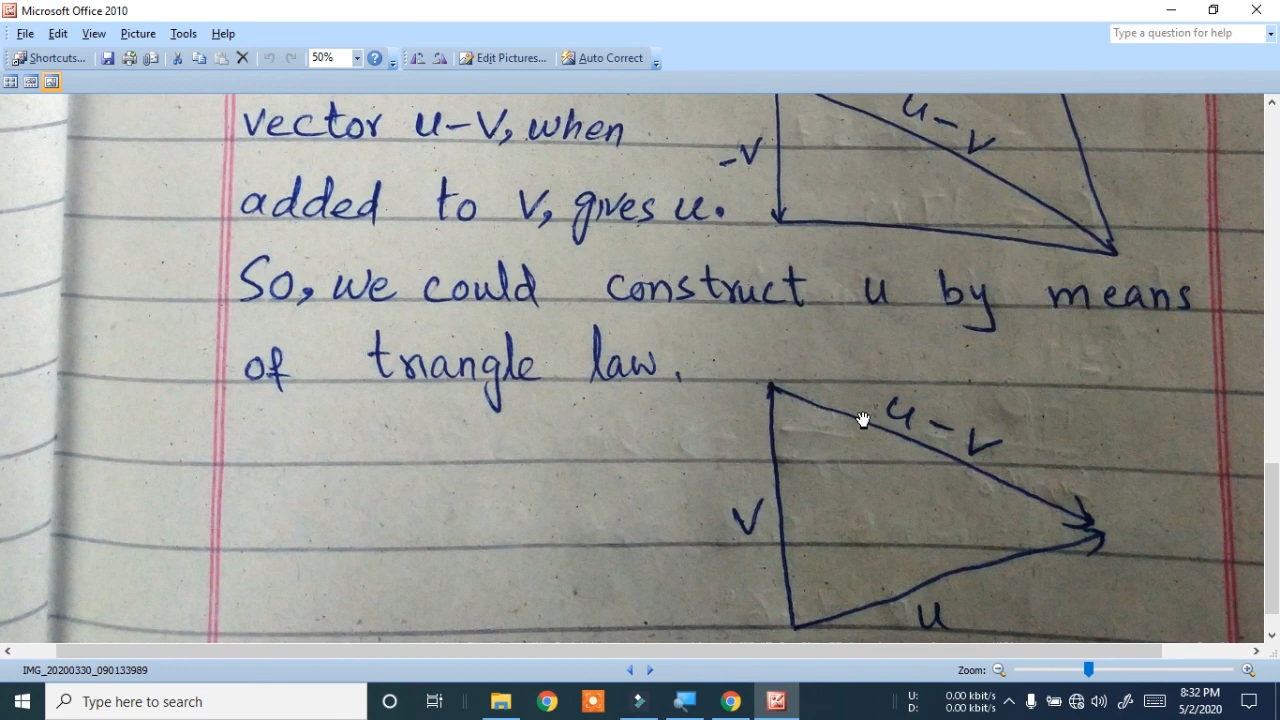 Microsoft Office 2010
File Edit View Picture Tools Help
Type a question for help
Shortcuts... 50% Edit Pictures... Auto Correct
vector u-v, when
added to v, gives u.
So, we could construct u by means
of triangle law.
u-v
-v
u-v
v
u
IMG_20200330_090133989
Zoom:
Type here to search
U: 0.00 kbit/s
D: 0.00 kbit/s
8:32 PM
5/2/2020